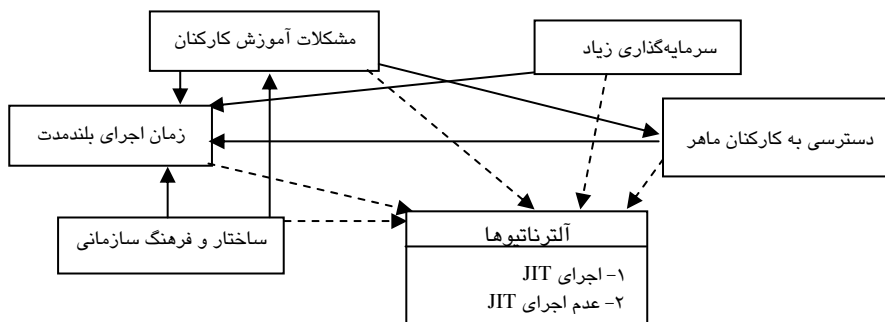 مشکلات آموزش کارکنان
سرمایه‌گذاری زیاد
زمان اجرای بلندمدت
دسترسی به کارکنان ماهر
ساختار و فرهنگ سازمانی
آلترناتیوها
۱- اجرای JIT
۲- عدم اجرای JIT